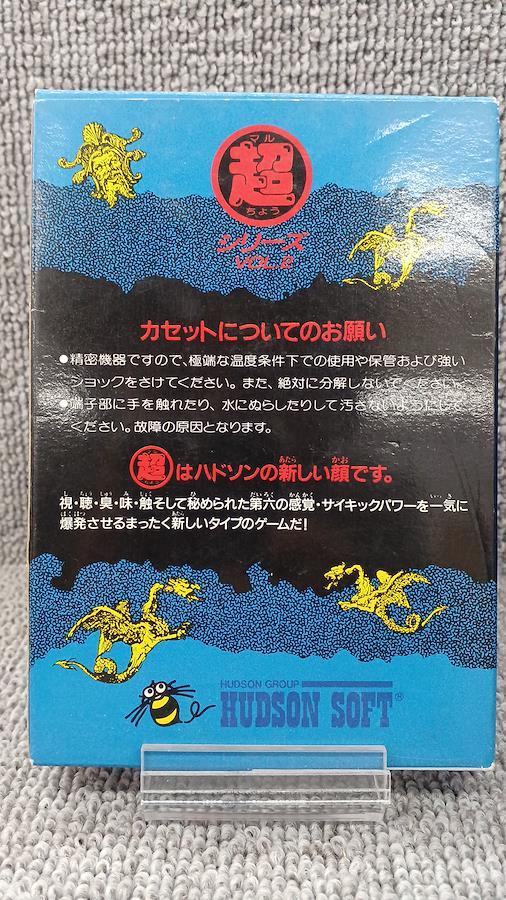 マル
超
ちょう
シリーズ
VOL.2
カセットについてのお願い
●精密機器ですので、極端な温度条件下での使用や保管および強い
ショックをさけてください。また、絶対に分解しないでください。
●端子部に手を触れたり、水にぬらしたりして汚さないようにして
ください。故障の原因となります。
超はハドソンの新しい顔です。
視・聴・臭・味・触そして秘められた第六の感覚・サイキックパワーを一気に
爆発させるまったく新しいタイプのゲームだ!
HUDSON GROUP
HUDSON SOFT®